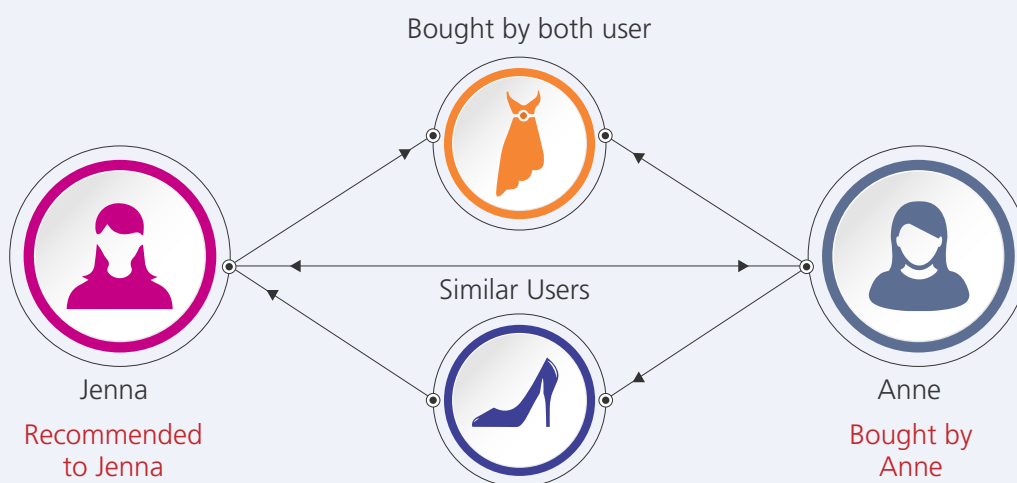 Bought by both user
Similar Users
Jenna
Anne
Recommended
to Jenna
Bought by
Anne